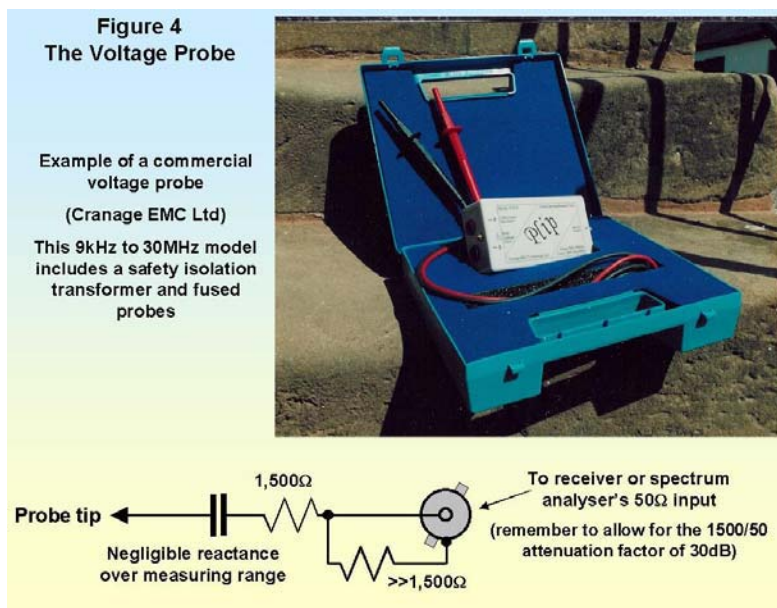 Figure 4
The Voltage Probe
Example of a commercial
voltage probe
(Cranage EMC Ltd)
This 9kHz to 30MHz model
includes a safety isolation
transformer and fused
probes
Plip
1,500Ω
Probe tip
Negligible reactance
over measuring range
>>1,500Ω
To receiver or spectrum
analyser's 50Ω input
(remember to allow for the 1500/50
attenuation factor of 30dB)